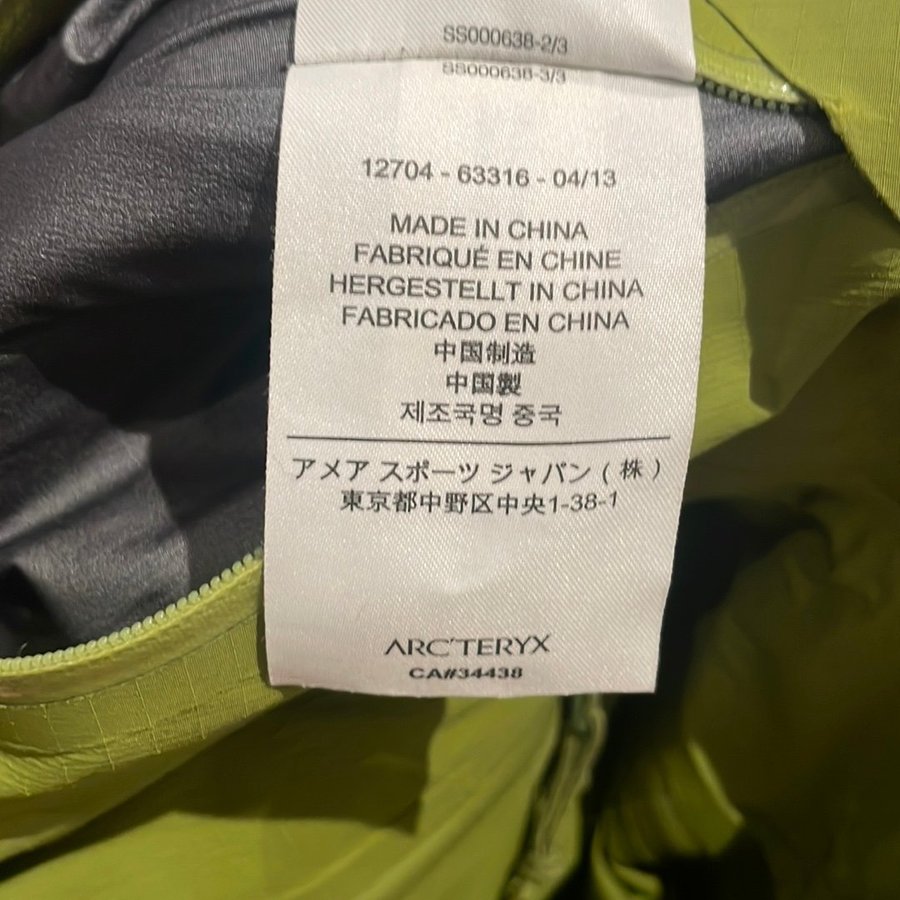 SS000638-2/3
SS000638-3/3
12704 - 63316 - 04/13
MADE IN CHINA
FABRIQUÉ EN CHINE
HERGESTELLT IN CHINA
FABRICADO EN CHINA
中国制造
中国製
제조국명 중국
アメア スポーツ ジャパン ( 株 )
東京都中野区中央1-38-1
ARC'TERYX
CA#34438